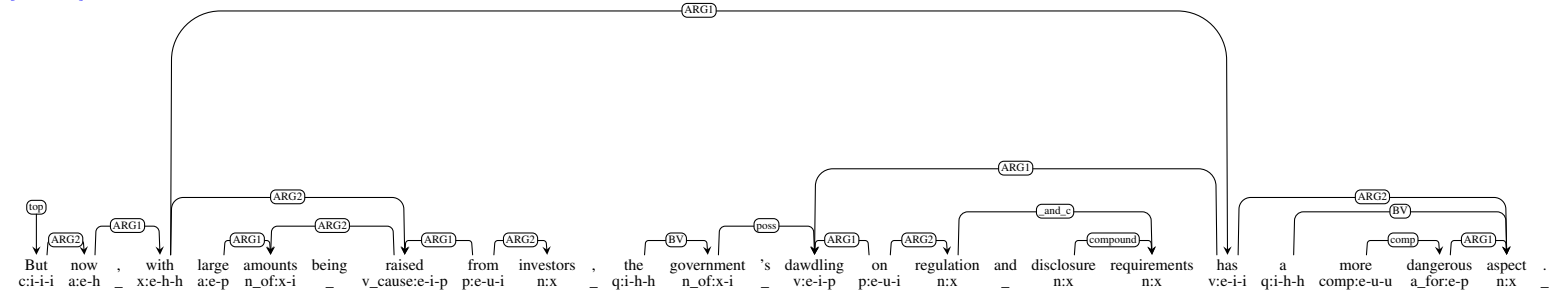 ARG1
ARG1
top
ARG2
ARG2
ARG2
ARG1
ARG1
ARG2
ARG1
ARG2
ARG1
ARG2
BV
poss
ARG1
ARG2
_and_c
compound
BV
comp
ARG1
But now , with large amounts being raised from investors , the government 's dawdling on regulation and disclosure requirements has a more dangerous aspect .
c:i-i-i a:e-h _ x:e-h-h a:e-p n_of:x-i _ v_cause:e-i-p p:e-u-i n:x _ q:i-h-h n_of:x-i _ v:e-i-p p:e-u-i n:x _ n:x n:x v:e-i-i q:i-h-h comp:e-u-u a_for:e-p n:x _